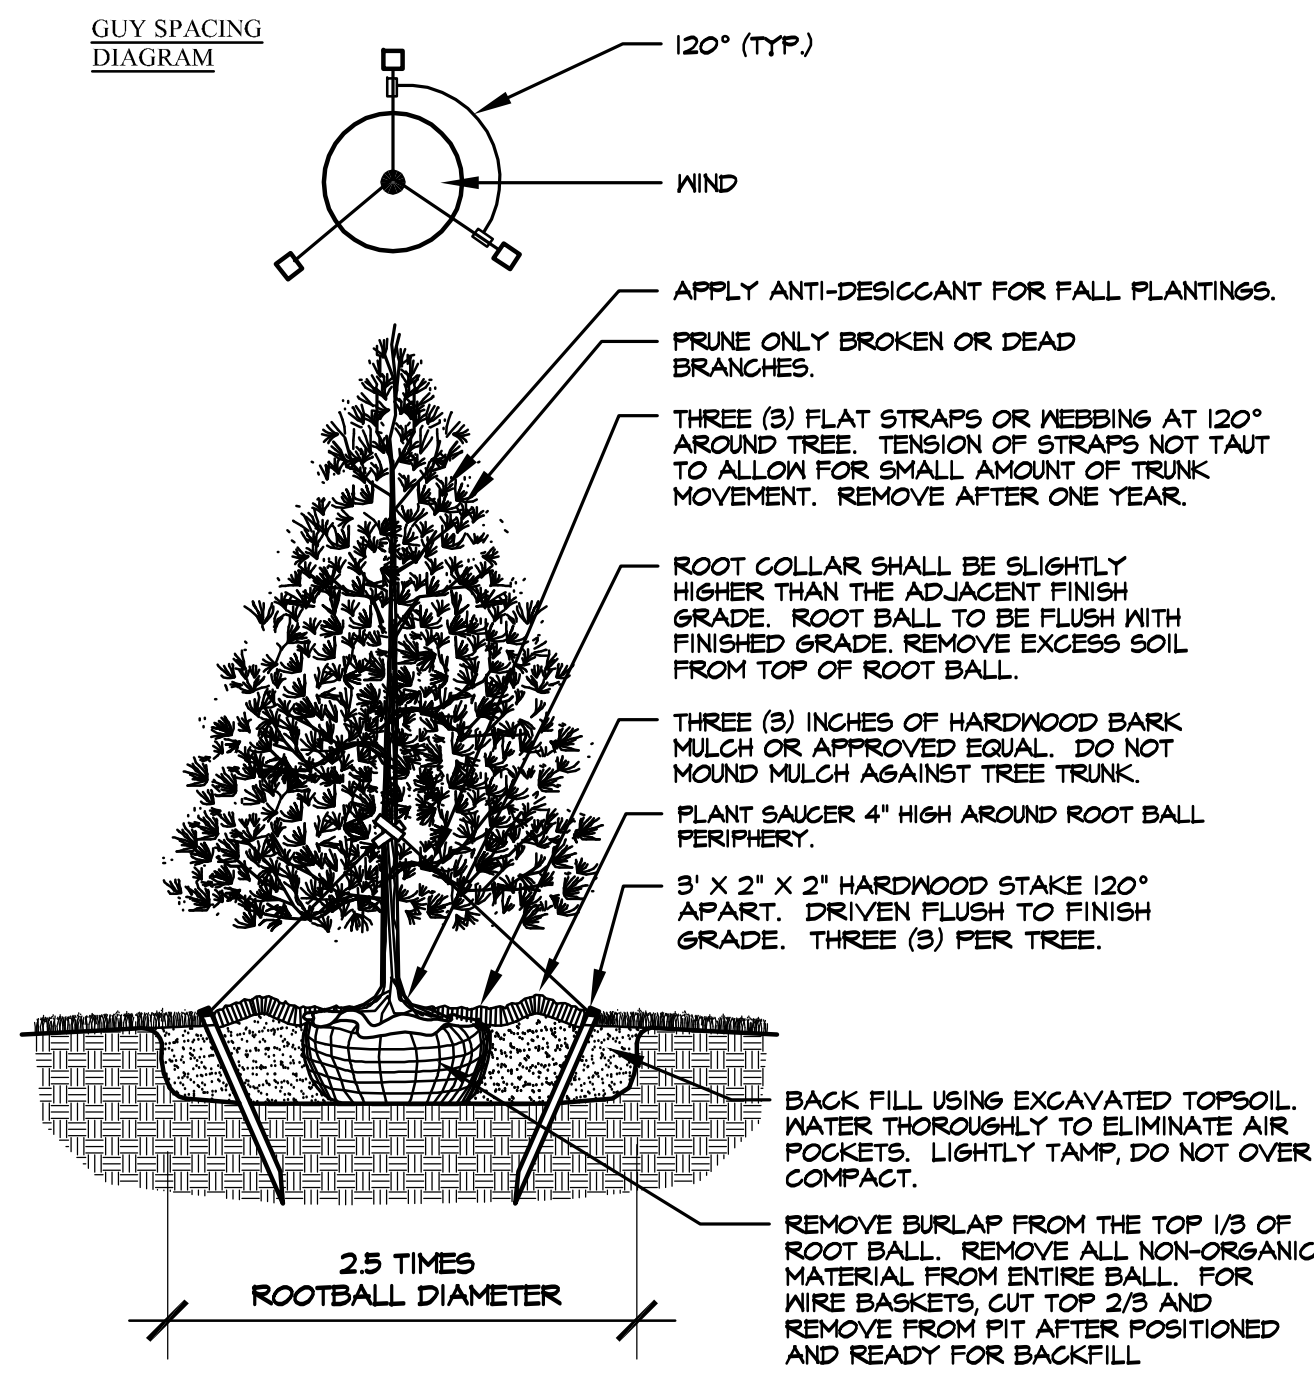 GUY SPACING
DIAGRAM
120° (TYP.)
WIND
APPLY ANTI-DESICCANT FOR FALL PLANTINGS.
PRUNE ONLY BROKEN OR DEAD
BRANCHES.
THREE (3) FLAT STRAPS OR WEBBING AT 120°
AROUND TREE. TENSION OF STRAPS NOT TAUT
TO ALLOW FOR SMALL AMOUNT OF TRUNK
MOVEMENT. REMOVE AFTER ONE YEAR.
ROOT COLLAR SHALL BE SLIGHTLY
HIGHER THAN THE ADJACENT FINISH
GRADE. ROOT BALL TO BE FLUSH WITH
FINISHED GRADE. REMOVE EXCESS SOIL
FROM TOP OF ROOT BALL.
THREE (3) INCHES OF HARDWOOD BARK
MULCH OR APPROVED EQUAL. DO NOT
MOUND MULCH AGAINST TREE TRUNK.
PLANT SAUCER 4" HIGH AROUND ROOT BALL
PERIPHERY.
3' X 2" X 2" HARDWOOD STAKE 120°
APART. DRIVEN FLUSH TO FINISH
GRADE. THREE (3) PER TREE.
BACK FILL USING EXCAVATED TOPSOIL.
WATER THOROUGHLY TO ELIMINATE AIR
POCKETS. LIGHTLY TAMP, DO NOT OVER
COMPACT.
REMOVE BURLAP FROM THE TOP 1/3 OF
ROOT BALL. REMOVE ALL NON-ORGANIC
MATERIAL FROM ENTIRE BALL. FOR
WIRE BASKETS, CUT TOP 2/3 AND
REMOVE FROM PIT AFTER POSITIONED
AND READY FOR BACKFILL
2.5 TIMES
ROOTBALL DIAMETER